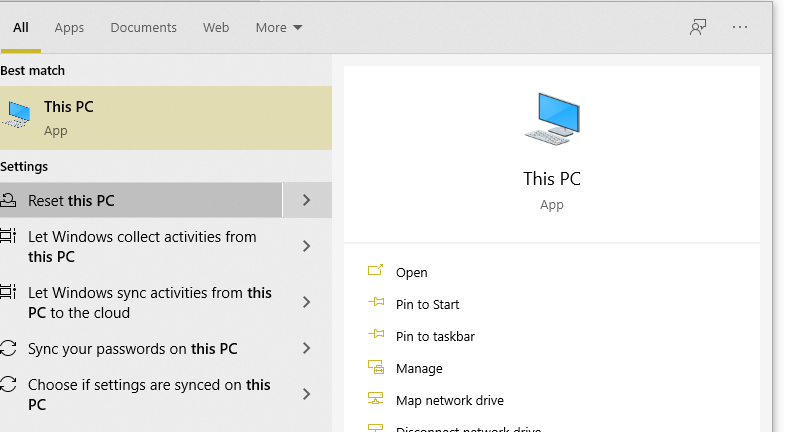 All Apps Documents Web More
Best match
This PC
App
Settings
Reset this PC
Let Windows collect activities from
this PC
Let Windows sync activities from this
PC to the cloud
Sync your passwords on this PC
Choose if settings are synced on this
PC
This PC
App
Open
Pin to Start
Pin to taskbar
Manage
Map network drive
Disconnect network drive